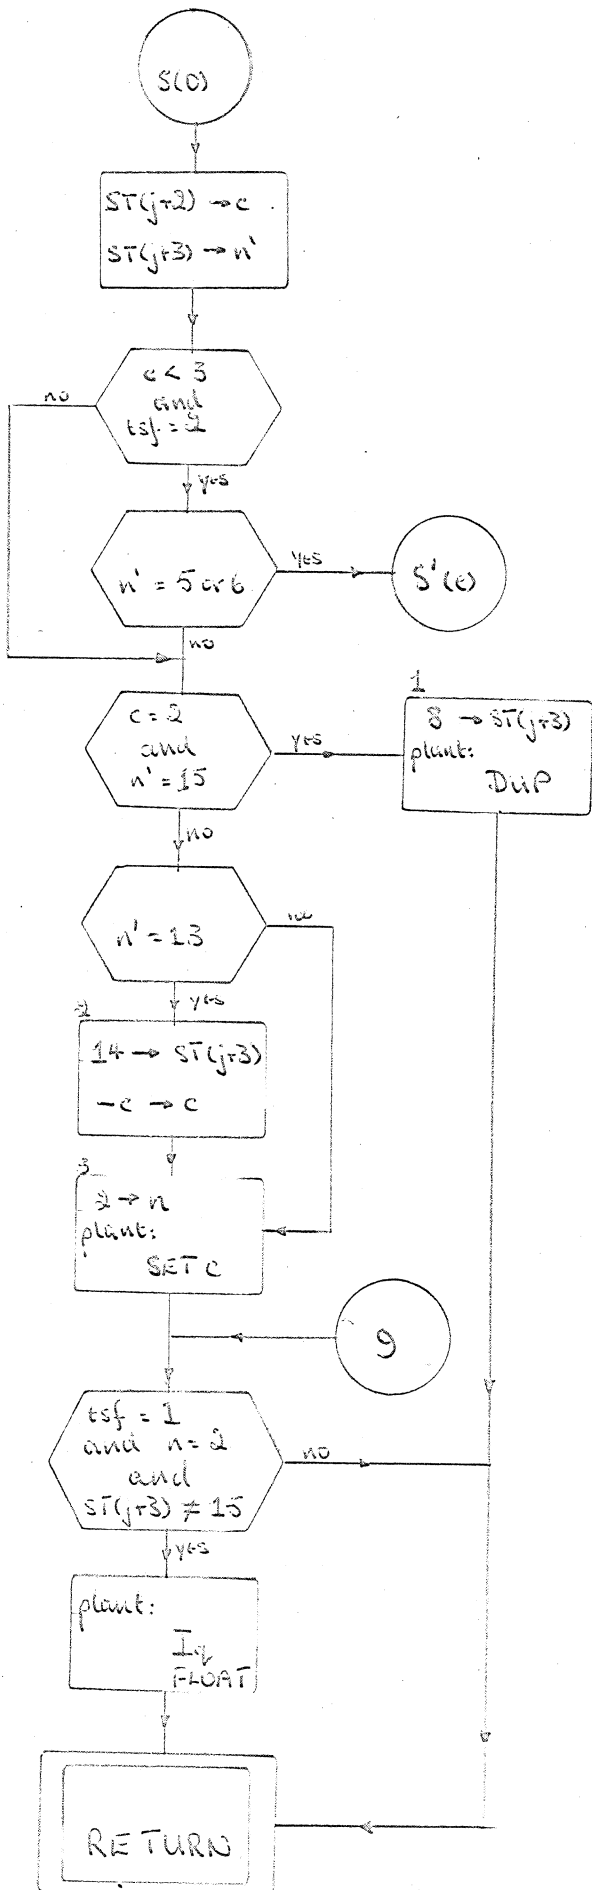 S(0)
ST(j+2) → c
ST(j+3) → n'
c < 3
and
tsf = 2
no
yes
n' = 5 or 6
yes
S'(c)
no
c = 2
and
n' = 15
yes
1
8 → ST(j+3)
plant:
DUP
no
n' = 13
no
yes
2
14 → ST(j+3)
-c → c
3
2 → n
plant:
SET c
9
tsf = 1
and n = 2
and
ST(j+3) ≠ 15
no
yes
plant:
FLOAT
RETURN